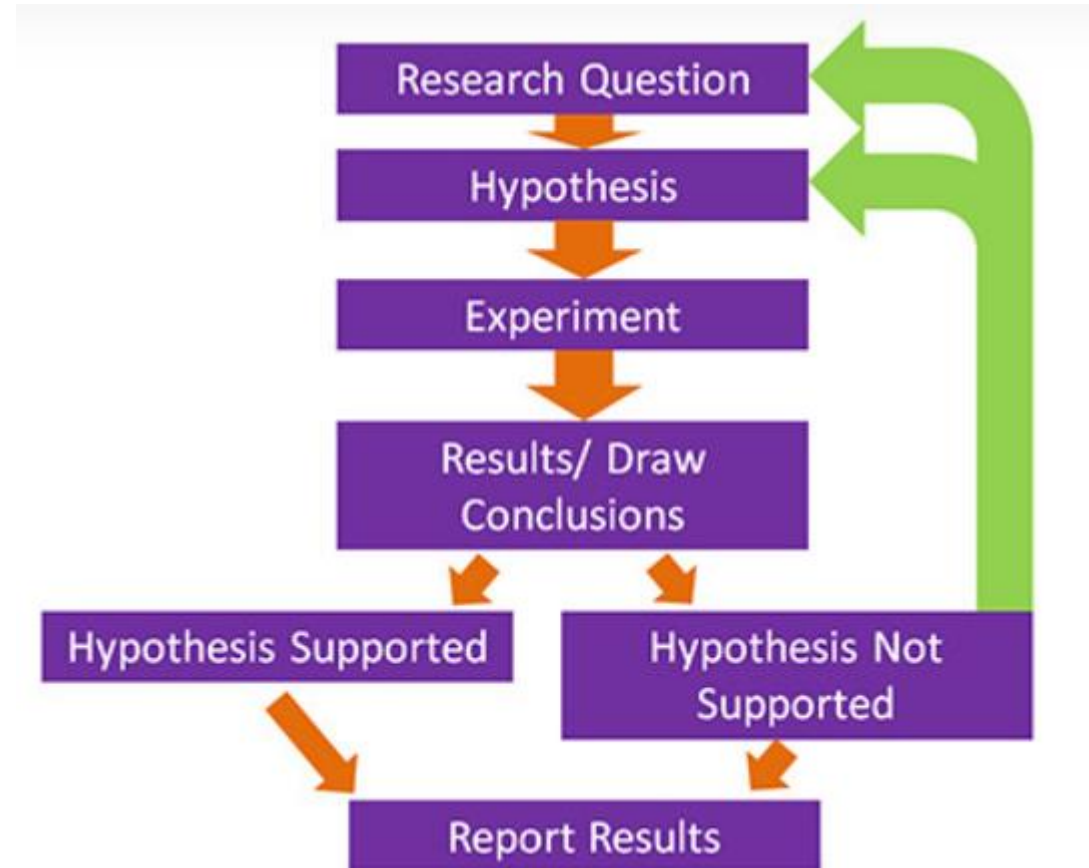 Research Question
Hypothesis
Experiment
Results/ Draw
Conclusions
Hypothesis Supported
Hypothesis Not
Supported
Report Results